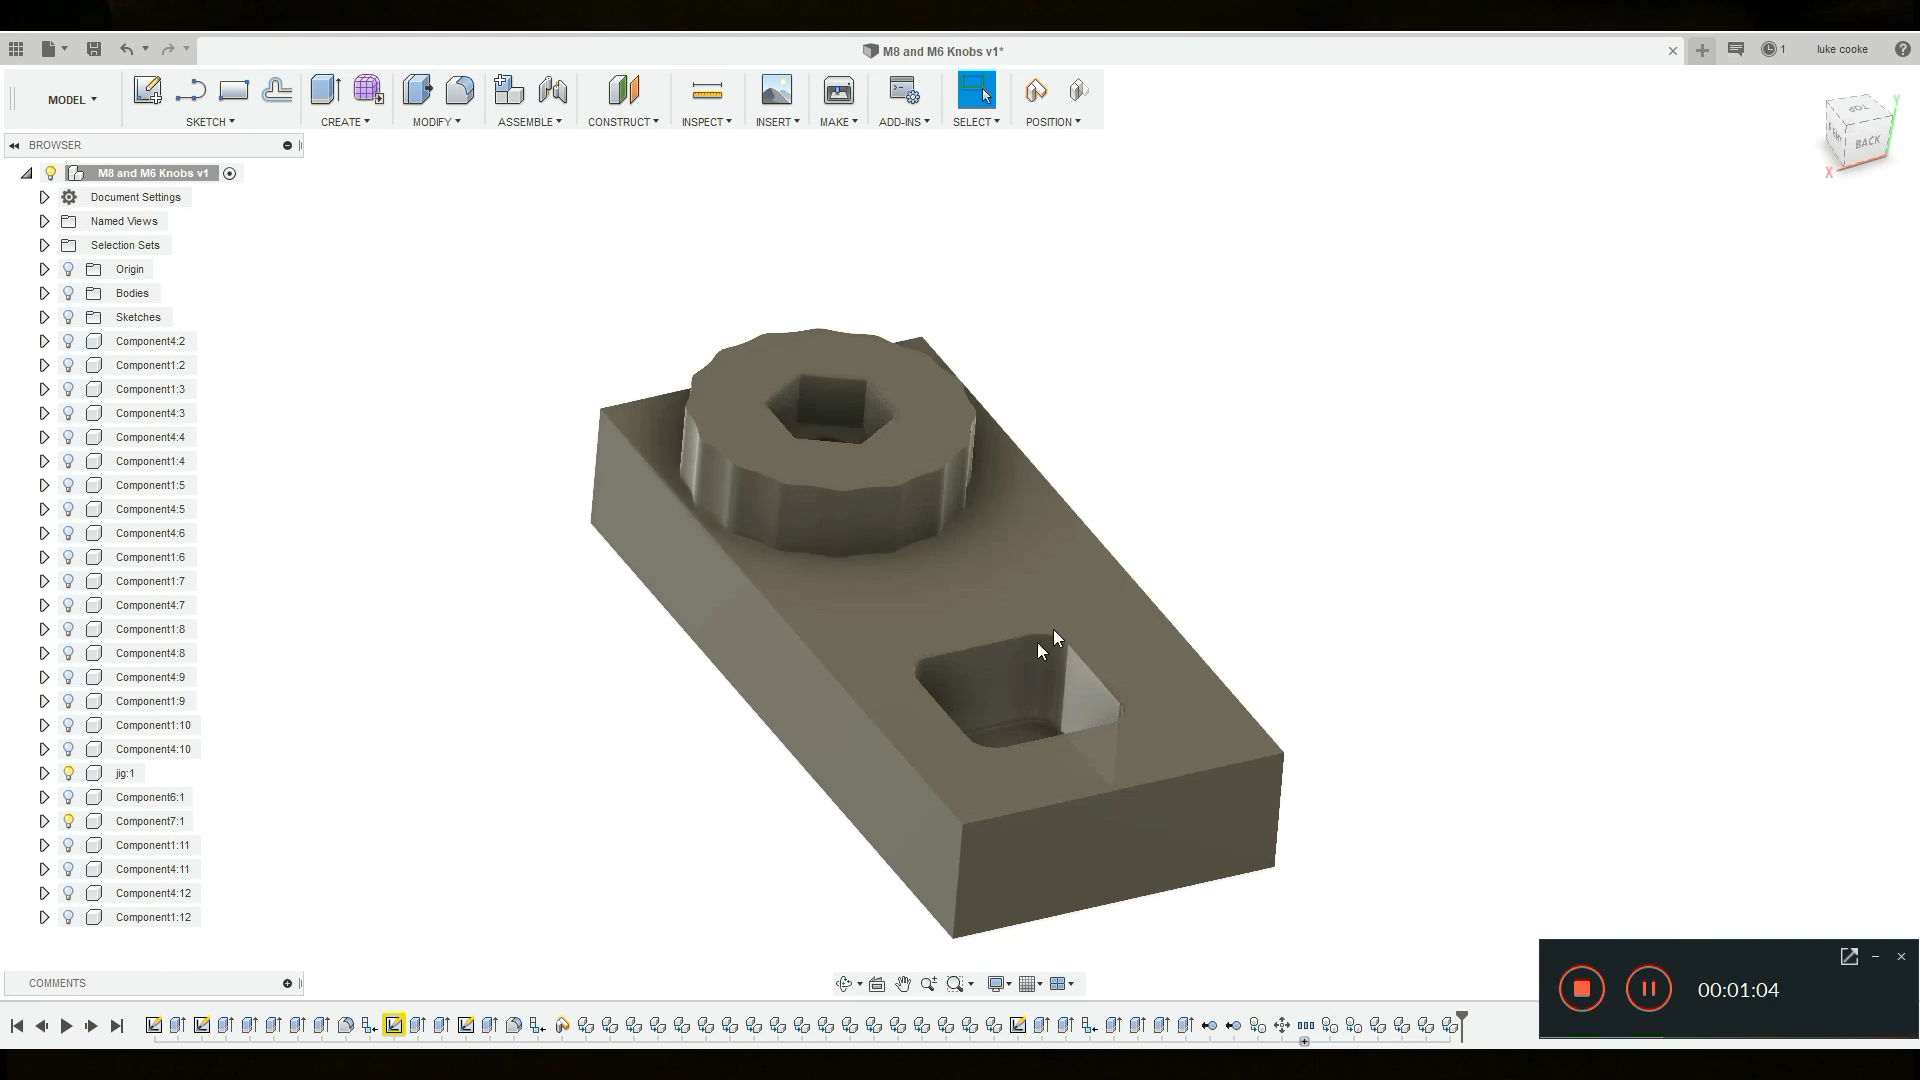 M8 and M6 Knobs v1*
1
luke cooke
MODEL
SKETCH
CREATE
MODIFY
ASSEMBLE
CONSTRUCT
INSPECT
INSERT
MAKE
ADD-INS
SELECT
POSITION
TOP
BACK
Y
X
BROWSER
M8 and M6 Knobs v1
Document Settings
Named Views
Selection Sets
Origin
Bodies
Sketches
Component4:2
Component1:2
Component1:3
Component4:3
Component4:4
Component1:4
Component1:5
Component4:5
Component4:6
Component1:6
Component1:7
Component4:7
Component1:8
Component4:8
Component4:9
Component1:9
Component1:10
Component4:10
jig:1
Component6:1
Component7:1
Component1:11
Component4:11
Component4:12
Component1:12
COMMENTS
00:01:04